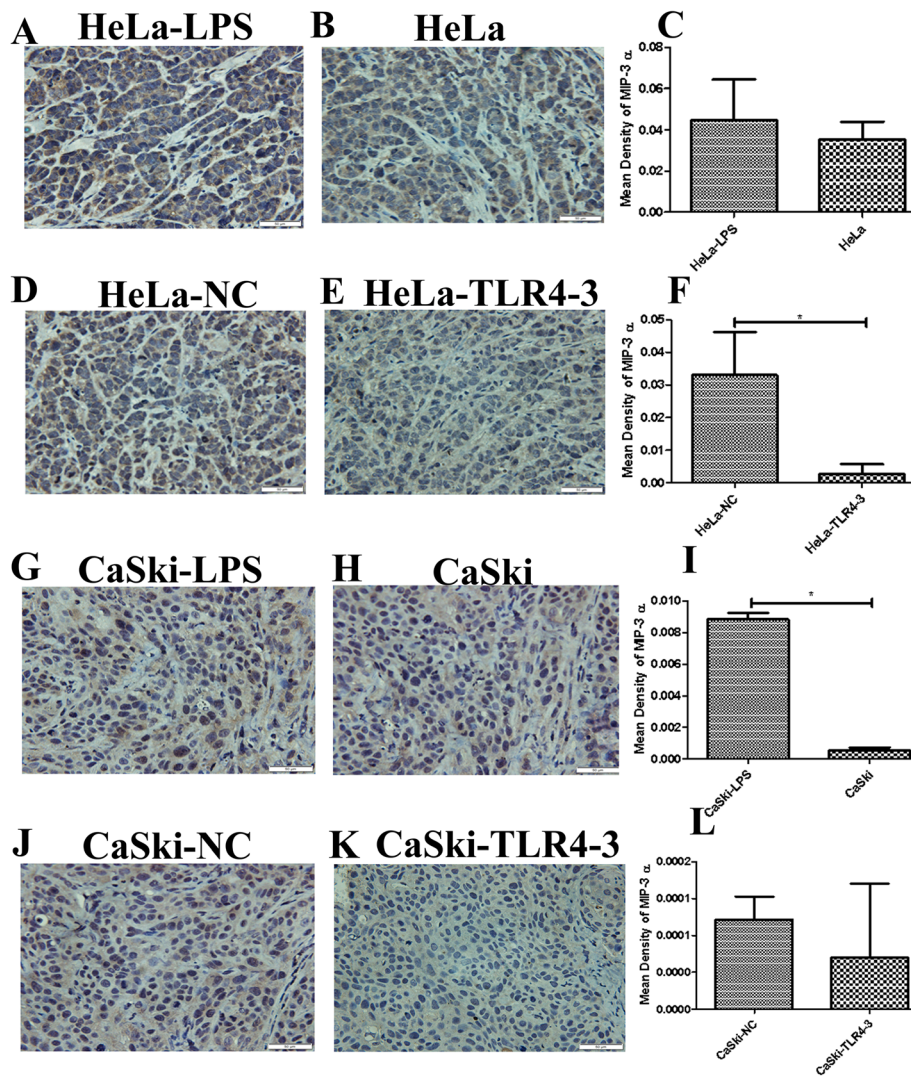 A HeLa-LPS
B HeLa
C
Mean Density of MIP-3 α
0.08
0.06
0.04
0.02
0.00
HeLa-LPS
HeLa
D HeLa-NC
E HeLa-TLR4-3
F
Mean Density of MIP-3 α
0.05
0.04
0.03
0.02
0.01
0.00
*
HeLa-NC
HeLa-TLR4-3
G CaSki-LPS
H CaSki
I
Mean Density of MIP-3 α
0.010
0.008
0.006
0.004
0.002
0.000
*
CaSki-LPS
CaSki
J CaSki-NC
K CaSki-TLR4-3
L
Mean Density of MIP-3 α
0.0002
0.0001
0.0001
0.0000
0.0000
CaSki-NC
CaSki-TLR4-3